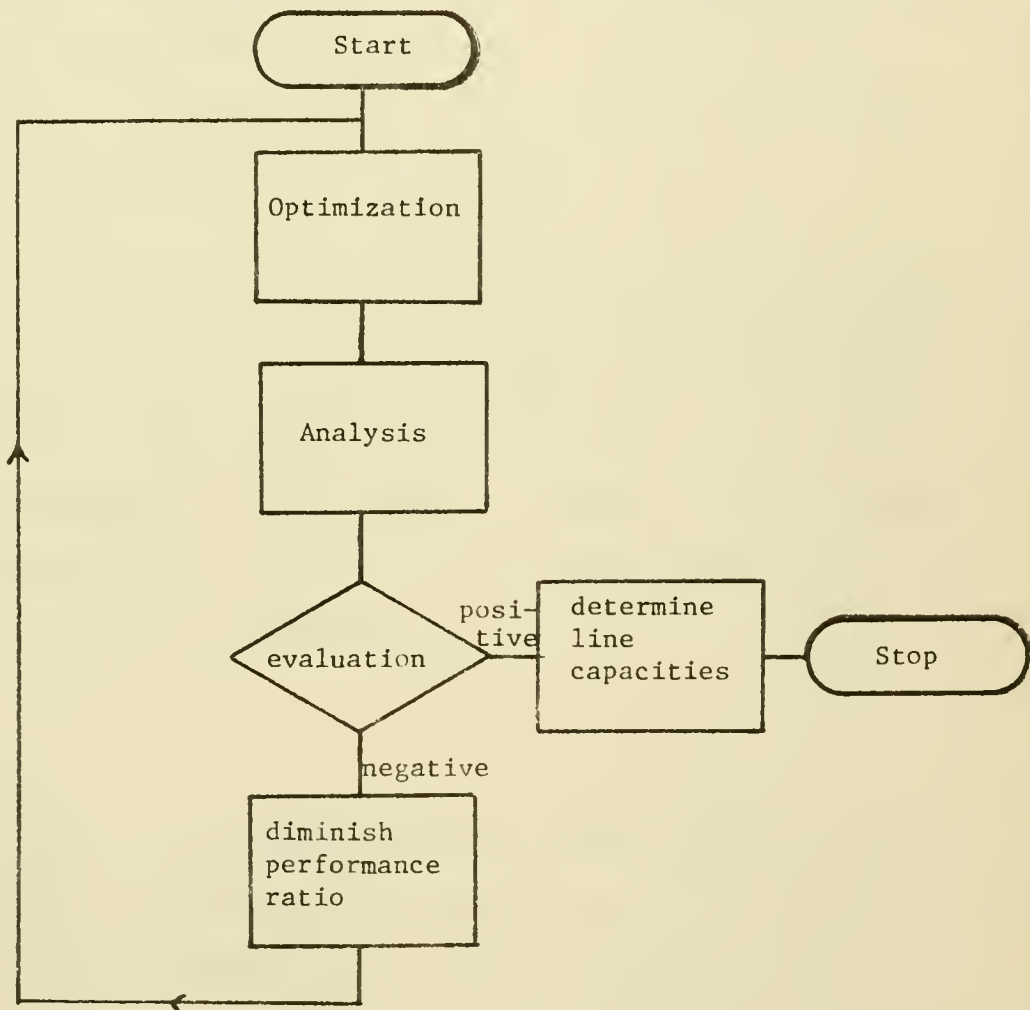 Start
Optimization
Analysis
evaluation
posi-
tive
determine
line
capacities
Stop
negative
diminish
performance
ratio